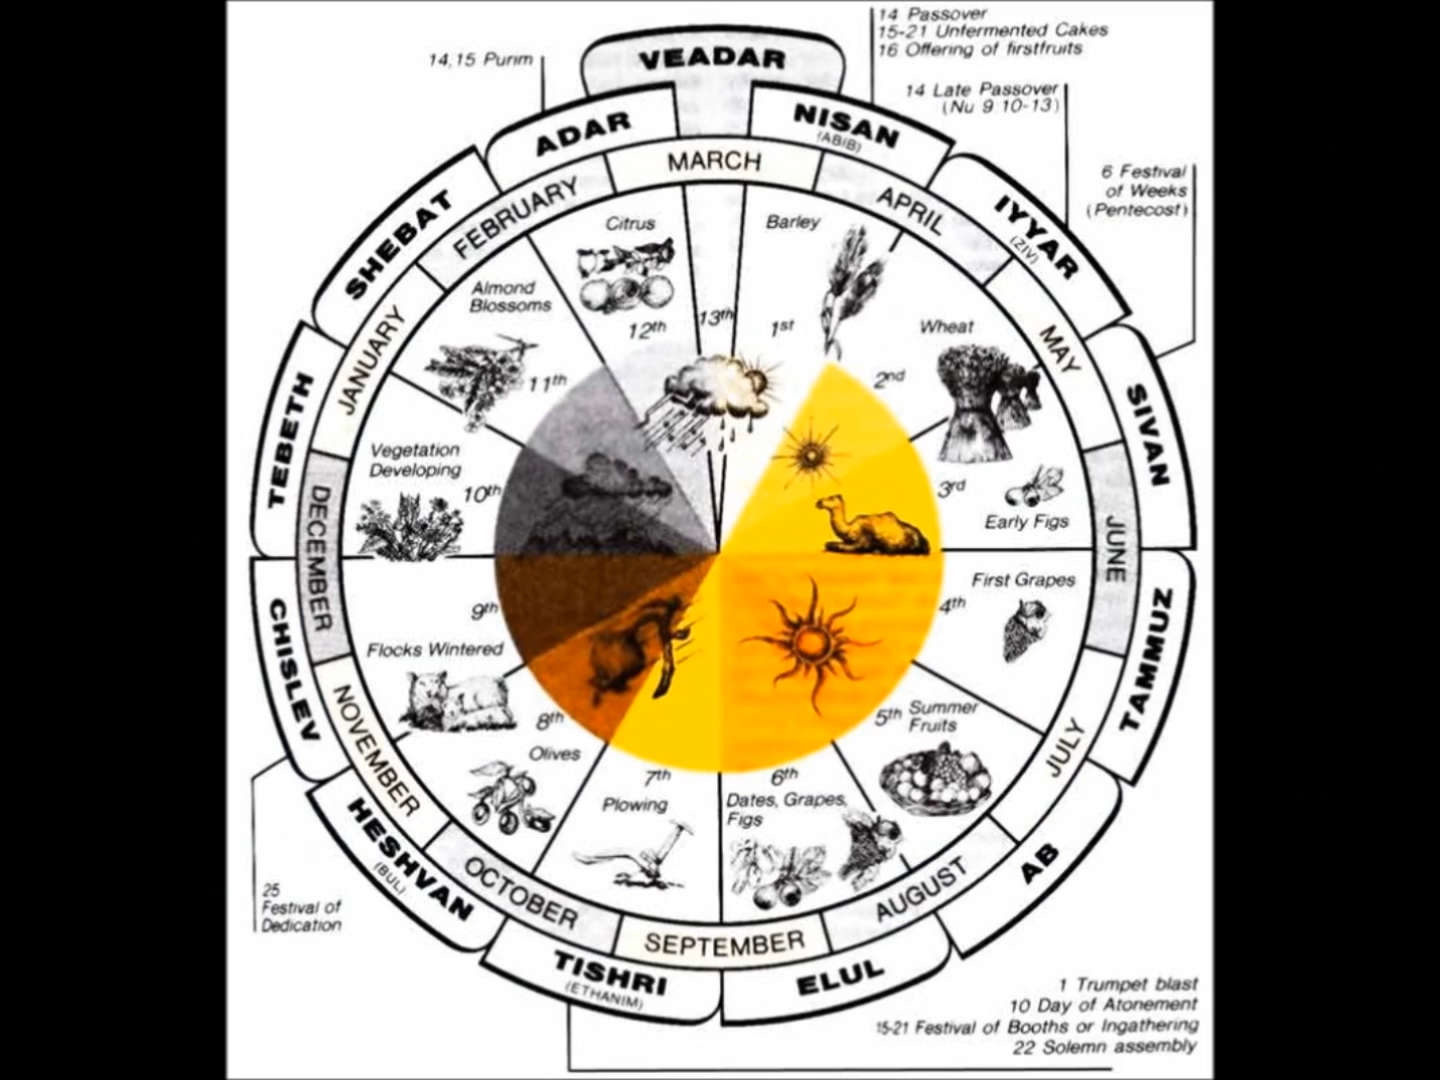 14 Passover
15-21 Unfermented Cakes
16 Offering of firstfruits
14,15 Purim
14 Late Passover
(Nu 9 10-13)
6 Festival
of Weeks
(Pentecost)
VEADAR
NISAN
(ABIB)
IYYAR
(ZIV)
SIVAN
TAMMUZ
AB
ELUL
TISHRI
(ETHANIM)
HESHVAN
(BUL)
CHISLEV
TEBETH
SHEBAT
ADAR
MARCH
APRIL
MAY
JUNE
JULY
AUGUST
SEPTEMBER
OCTOBER
NOVEMBER
DECEMBER
JANUARY
FEBRUARY
13th
Barley
1st
Wheat
2nd
3rd
Early Figs
First Grapes
4th
5th Summer
Fruits
6th
Dates, Grapes,
Figs
7th
Plowing
8th
Olives
9th
Flocks Wintered
Vegetation
Developing
10th
Almond
Blossoms
11th
Citrus
12th
25
Festival of
Dedication
1 Trumpet blast
10 Day of Atonement
15-21 Festival of Booths or Ingathering
22 Solemn assembly